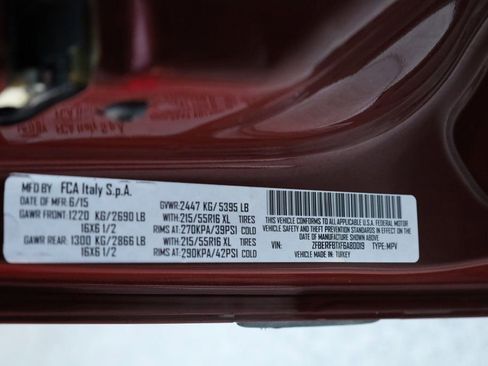 MFD BY FCA Italy S.p.A.
DATE OF MFR: 6/15 GVWR: 2447 KG/5395 LB
GAWR FRONT: 1220 KG/2690 LB WITH: 215/55R16 XL TIRES
16X6 1/2 RIMS AT: 270KPA/39PSI COLD
GAWR REAR: 1300 KG/2866 LB WITH: 215/55R16 XL TIRES
16X6 1/2 RIMS AT: 290KPA/42PSI COLD
THIS VEHICLE CONFORMS TO ALL APPLICABLE U.S.A. FEDERAL MOTOR
VEHICLE SAFETY STANDARDS IN EFFECT ON THE
DATE OF MANUFACTURE SHOWN ABOVE.
VIN: TYPE: MPV
VEHICLE MADE IN: TURKEY